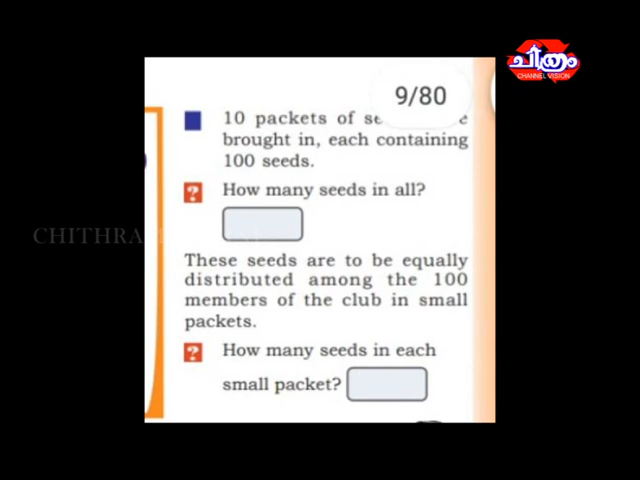 ചിത്രം
CHANNEL VISION
9/80
10 packets of
brought in, each containing
100 seeds.
? How many seeds in all?
CHITHRAM
These seeds are to be equally
distributed among the 100
members of the club in small
packets.
? How many seeds in each
small packet?